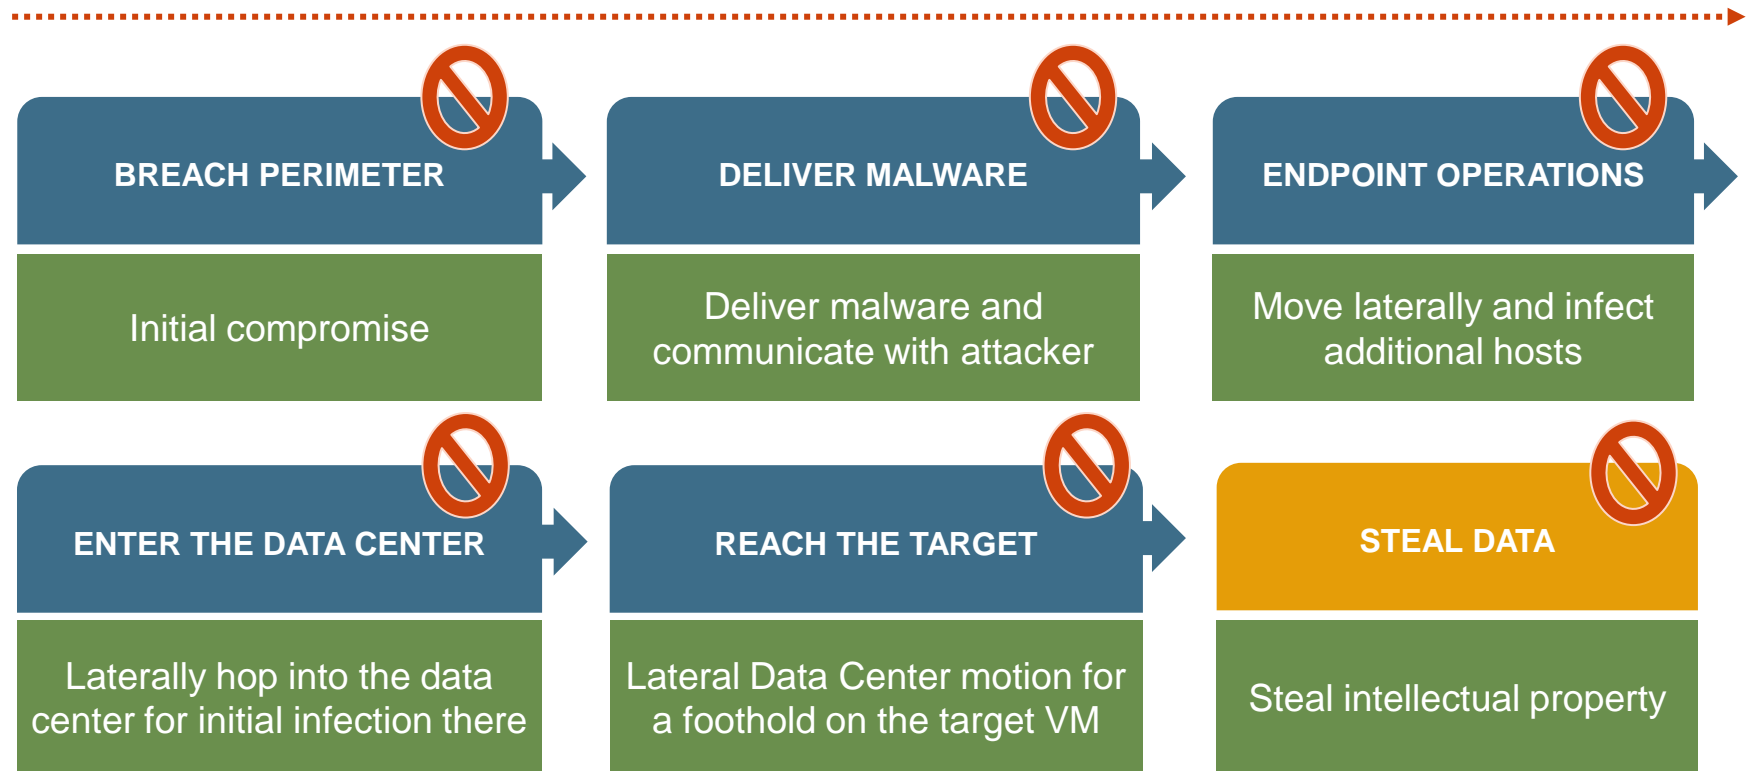 BREACH PERIMETER
Initial compromise
DELIVER MALWARE
Deliver malware and
communicate with attacker
ENDPOINT OPERATIONS
Move laterally and infect
additional hosts
ENTER THE DATA CENTER
Laterally hop into the data
center for initial infection there
REACH THE TARGET
Lateral Data Center motion for
a foothold on the target VM
STEAL DATA
Steal intellectual property